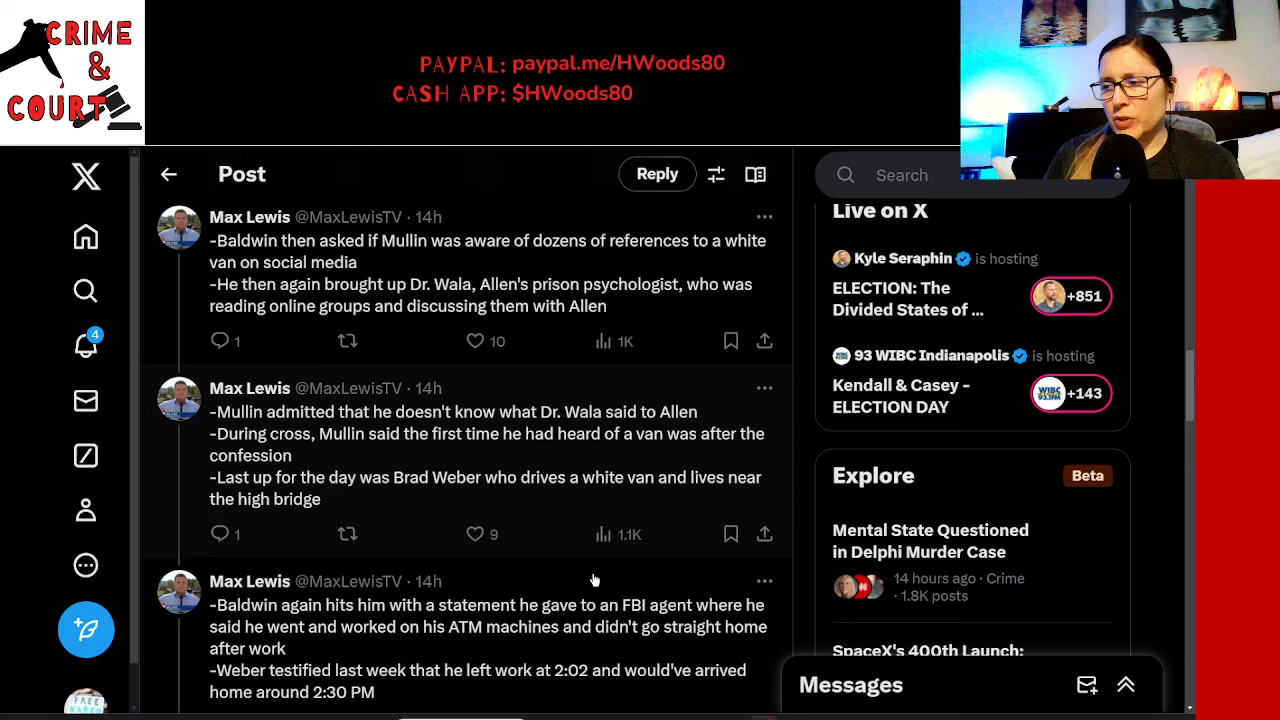 CRIME
&
COURT
PAYPAL: paypal.me/HWoods80
CASH APP: $HWoods80
Post
Reply
Search
Max Lewis @MaxLewisTV · 14h
-Baldwin then asked if Mullin was aware of dozens of references to a white
van on social media
-He then again brought up Dr. Wala, Allen's prison psychologist, who was
reading online groups and discussing them with Allen
1
10
1K
Max Lewis @MaxLewisTV · 14h
-Mullin admitted that he doesn't know what Dr. Wala said to Allen
-During cross, Mullin said the first time he had heard of a van was after the
confession
-Last up for the day was Brad Weber who drives a white van and lives near
the high bridge
1
9
1.1K
Max Lewis @MaxLewisTV · 14h
-Baldwin again hits him with a statement he gave to an FBI agent where he
said he went and worked on his ATM machines and didn't go straight home
after work
-Weber testified last week that he left work at 2:02 and would've arrived
home around 2:30 PM
4
FREE
KAREN
Live on X
Kyle Seraphin is hosting
ELECTION: The
Divided States of ...
+851
93 WIBC Indianapolis is hosting
Kendall & Casey -
ELECTION DAY
WIBC
93.1FM
+143
Explore
Beta
Mental State Questioned
in Delphi Murder Case
14 hours ago · Crime
· 1.8K posts
SpaceX's 400th Launch:
Messages